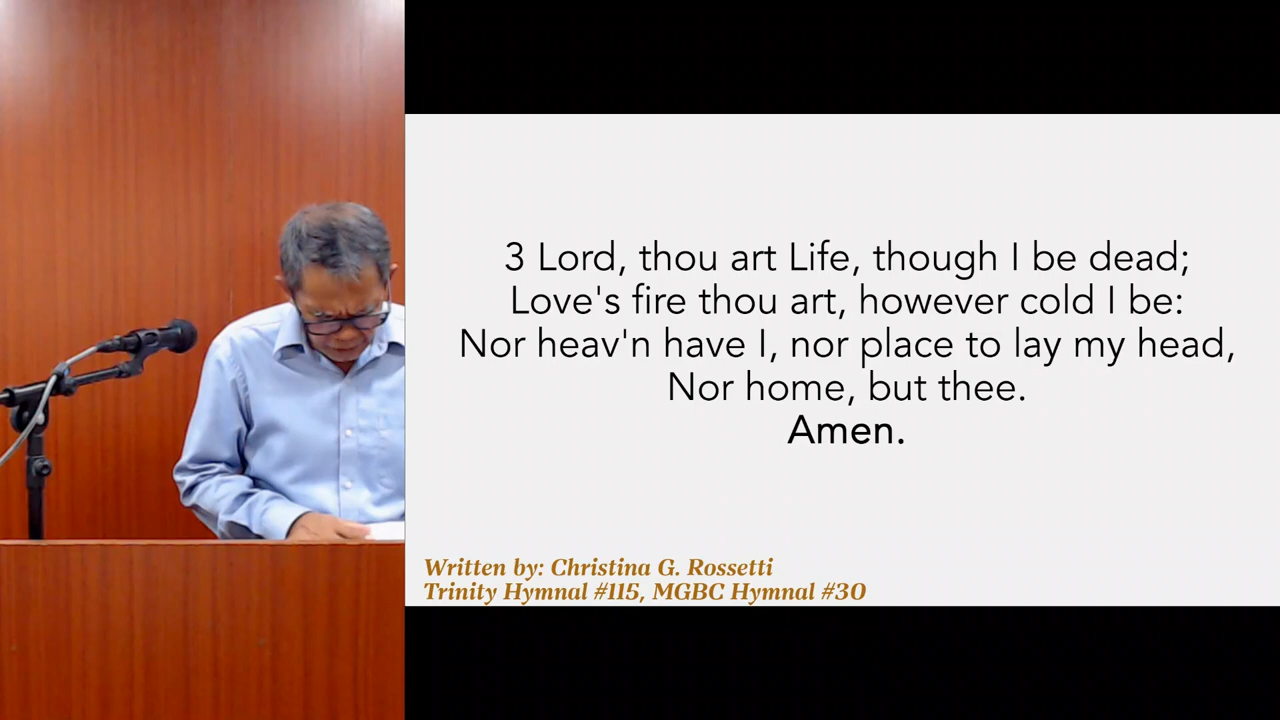 3 Lord, thou art Life, though I be dead;
Love's fire thou art, however cold I be:
Nor heav'n have I, nor place to lay my head,
Nor home, but thee.
Amen.
Written by: Christina G. Rossetti
Trinity Hymnal #115, MGBC Hymnal #30